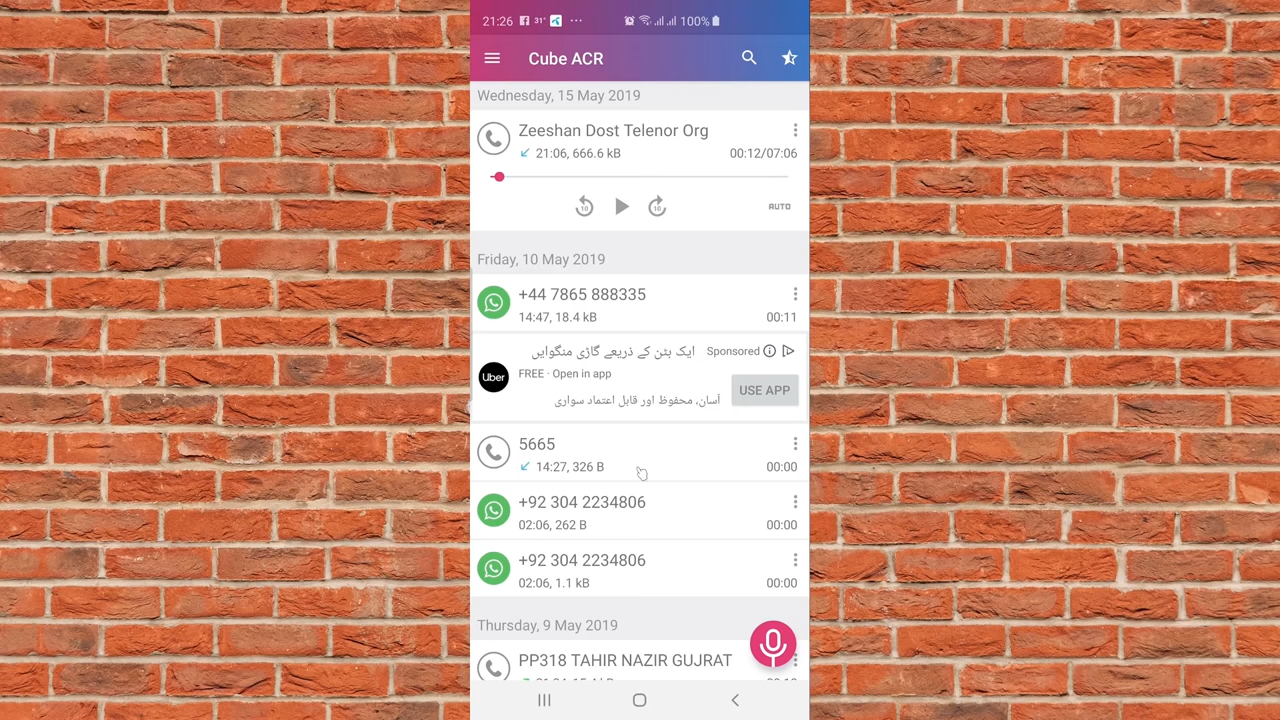 21:26 31° 100%
Cube ACR
Wednesday, 15 May 2019
Zeeshan Dost Telenor Org
21:06, 666.6 kB 00:12/07:06
10 10 AUTO
Friday, 10 May 2019
+44 7865 888335
14:47, 18.4 kB 00:11
ایک بٹن کے ذریعے گاڑی منگوایں Sponsored
Uber FREE · Open in app
USE APP
آسان، محفوظ اور قابل اعتماد سواری
5665
14:27, 326 B 00:00
+92 304 2234806
02:06, 262 B 00:00
+92 304 2234806
02:06, 1.1 kB 00:00
Thursday, 9 May 2019
PP318 TAHIR NAZIR GUJRAT